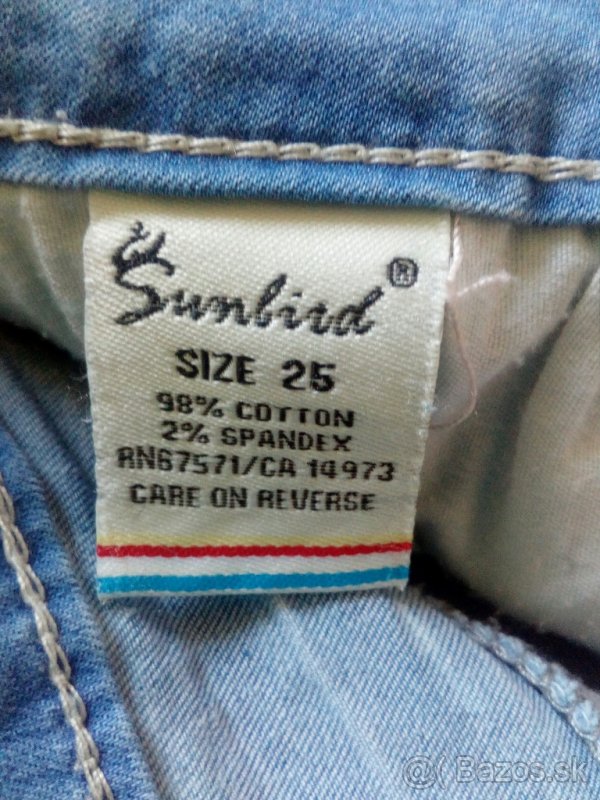 Sunbird ®
SIZE 25
98% COTTON
2% SPANDEX
RN67571/CA 14973
CARE ON REVERSE
@( Bazos.sk